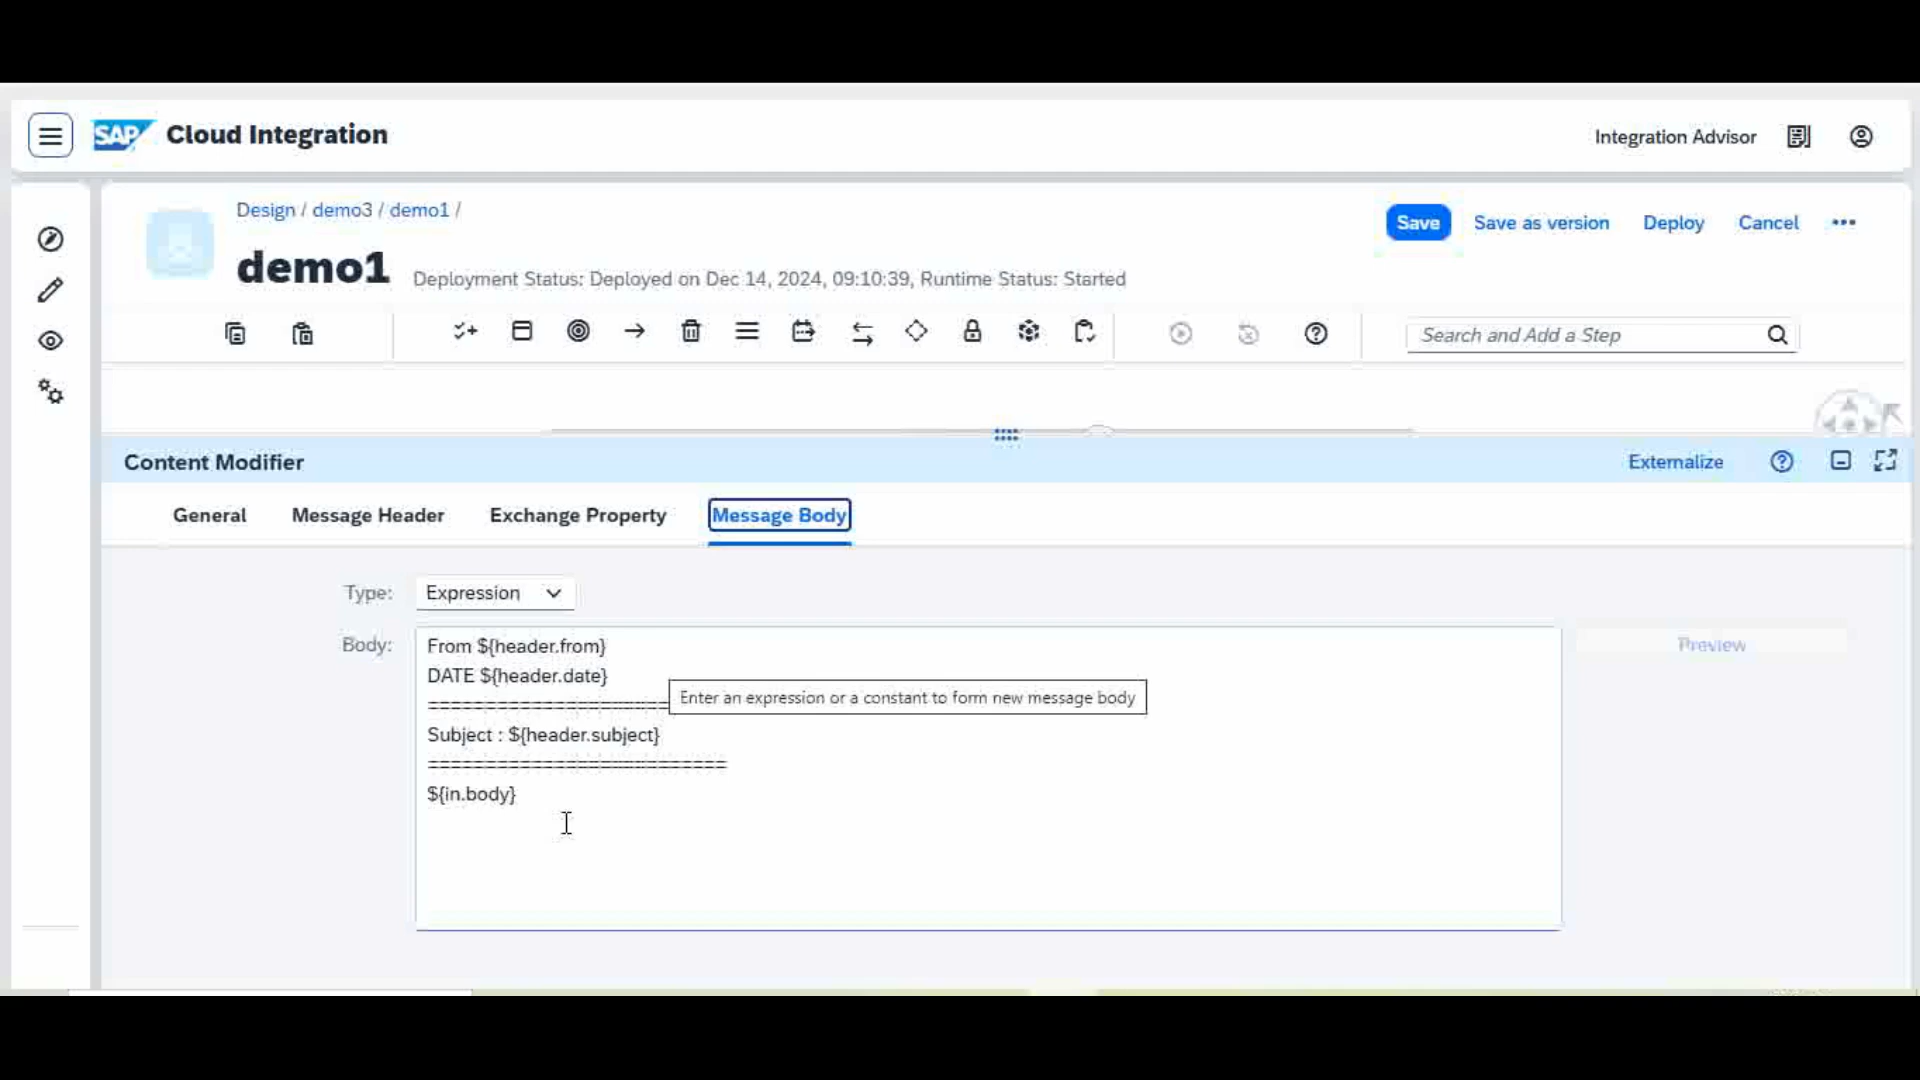 SAP Cloud Integration
Integration Advisor
Design / demo3 / demo1 /
Save Save as version Deploy Cancel
demo1 Deployment Status: Deployed on Dec 14, 2024, 09:10:39, Runtime Status: Started
Search and Add a Step
Content Modifier
Externalize
General Message Header Exchange Property Message Body
Type: Expression
Body: From ${header.from}
Preview
DATE ${header.date}
=====================
Enter an expression or a constant to form new message body
Subject : ${header.subject}
==========================
${in.body}